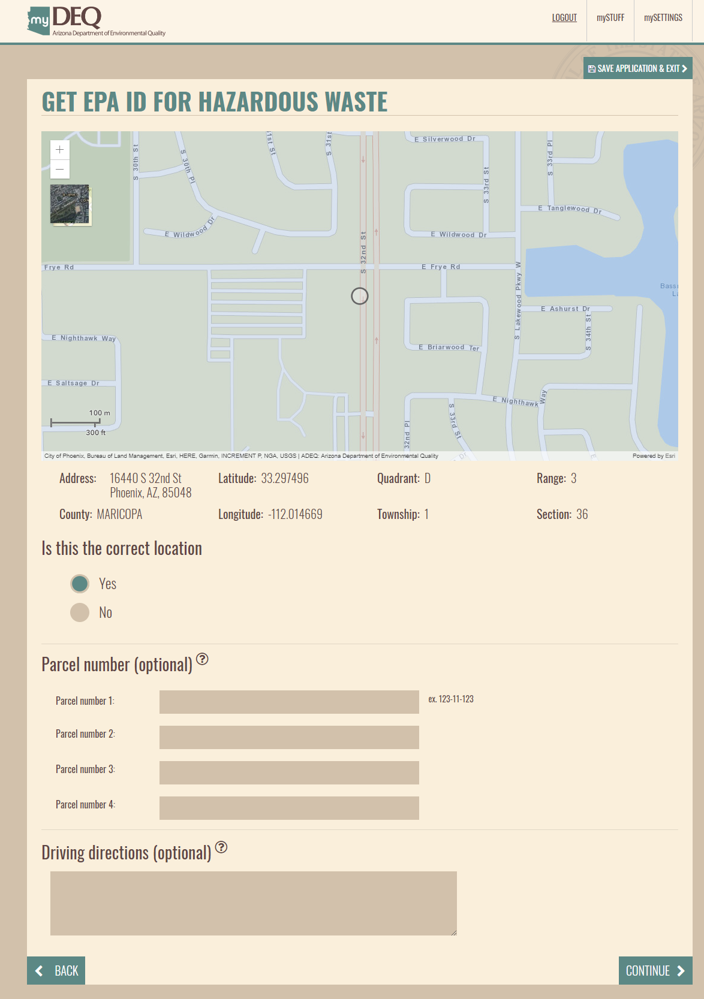 my DEQ
Arizona Department of Environmental Quality
LOGOUT
mySTUFF
mySETTINGS
SAVE APPLICATION & EXIT
GET EPA ID FOR HAZARDOUS WASTE
S 30th St
S 30th Pl
31st St
S 31st
E Silverwood Dr
S 33rd St
S 33rd Pl
E Tanglewood Dr
E Wildwood Dr
S 32nd St
E Wildwood Dr
Frye Rd
E Frye Rd
S Lakewood Pkwy W
E Ashurst Dr
S 34th St
E Nighthawk Way
E Briarwood Ter
E Saltsage Dr
E Nighthawk Way
S 33rd St
32nd Pl
Dr
E
100 m
300 ft
City of Phoenix, Bureau of Land Management, Esri, HERE, Garmin, INCREMENT P, NGA, USGS | ADEQ: Arizona Department of Environmental Quality
Powered by Esri
Address: 16440 S 32nd St
Phoenix, AZ, 85048
Latitude: 33.297496
Quadrant: D
Range: 3
County: MARICOPA
Longitude: -112.014669
Township: 1
Section: 36
Is this the correct location
Yes
No
Parcel number (optional) ?
Parcel number 1:
ex. 123-11-123
Parcel number 2:
Parcel number 3:
Parcel number 4:
Driving directions (optional) ?
BACK
CONTINUE